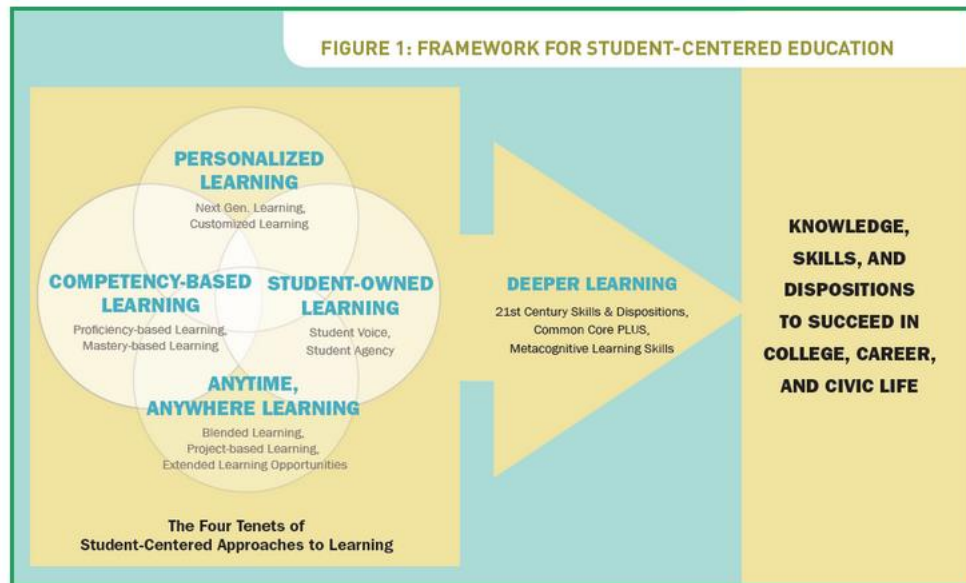 FIGURE 1: FRAMEWORK FOR STUDENT-CENTERED EDUCATION
PERSONALIZED
LEARNING
Next Gen. Learning,
Customized Learning
COMPETENCY-BASED
LEARNING
Proficiency-based Learning,
Mastery-based Learning
STUDENT-OWNED
LEARNING
Student Voice,
Student Agency
ANYTIME,
ANYWHERE LEARNING
Blended Learning,
Project-based Learning,
Extended Learning Opportunities
The Four Tenets of
Student-Centered Approaches to Learning
DEEPER LEARNING
21st Century Skills & Dispositions,
Common Core PLUS,
Metacognitive Learning Skills
KNOWLEDGE,
SKILLS, AND
DISPOSITIONS
TO SUCCEED IN
COLLEGE, CAREER,
AND CIVIC LIFE